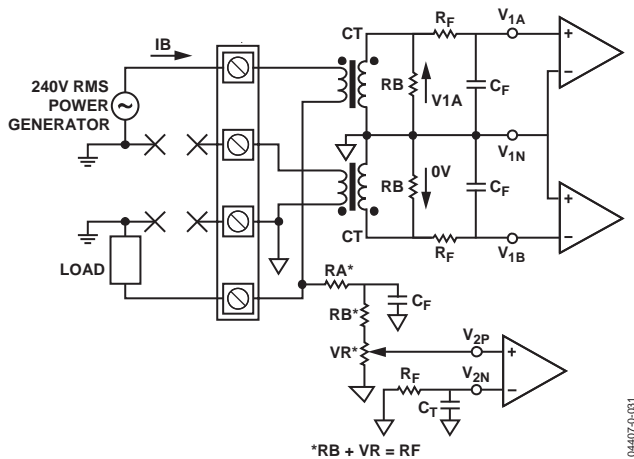 IB
CT
RF
V1A
240V RMS
POWER
GENERATOR
RB
V1A
CF
V1N
RB
0V
CF
CT
RF
V1B
LOAD
RA*
CF
RB*
VR*
V2P
RF
V2N
CT
*RB + VR = RF
04407-0-031
+
−
+
−
+
−
~